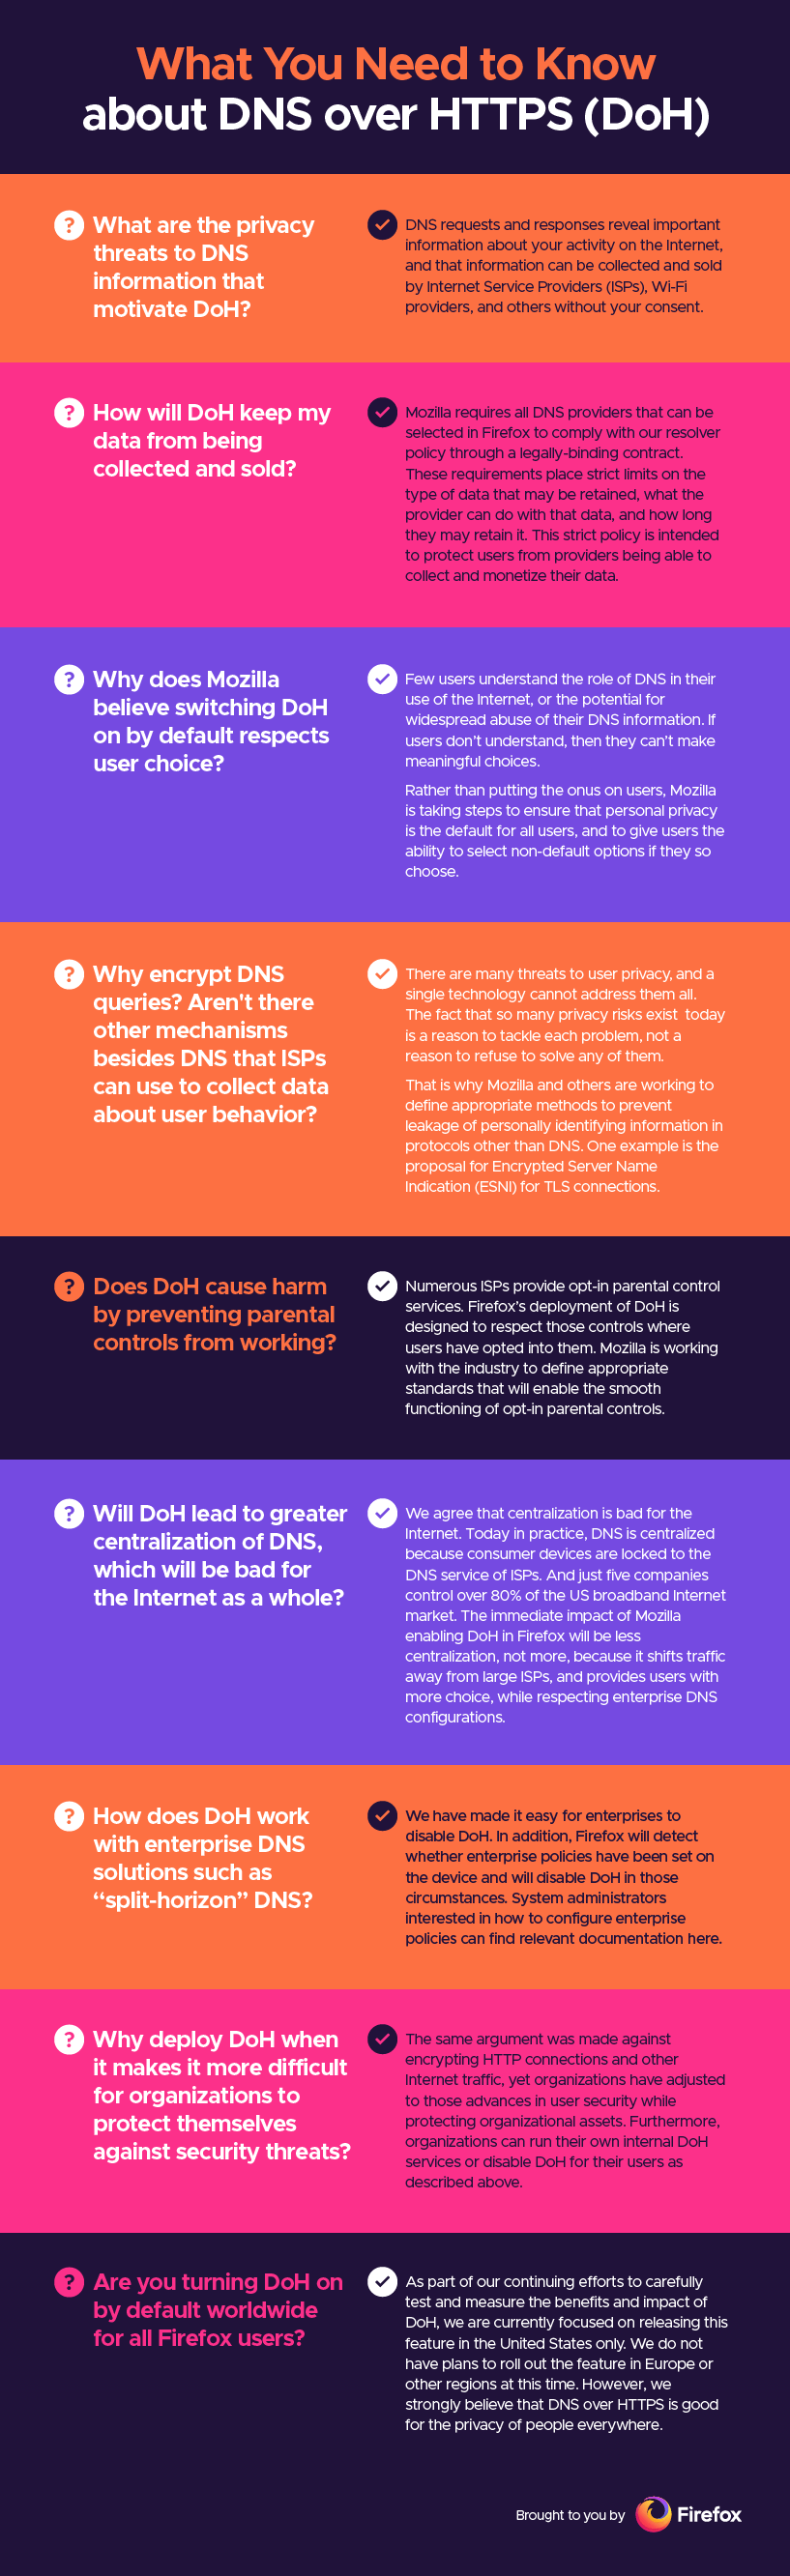 What You Need to Know
about DNS over HTTPS (DoH)
? What are the privacy
threats to DNS
information that
motivate DoH?
DNS requests and responses reveal important
information about your activity on the Internet,
and that information can be collected and sold
by Internet Service Providers (ISPs), Wi-Fi
providers, and others without your consent.
? How will DoH keep my
data from being
collected and sold?
Mozilla requires all DNS providers that can be
selected in Firefox to comply with our resolver
policy through a legally-binding contract.
These requirements place strict limits on the
type of data that may be retained, what the
provider can do with that data, and how long
they may retain it. This strict policy is intended
to protect users from providers being able to
collect and monetize their data.
? Why does Mozilla
believe switching DoH
on by default respects
user choice?
Few users understand the role of DNS in their
use of the Internet, or the potential for
widespread abuse of their DNS information. If
users don't understand, then they can't make
meaningful choices.
Rather than putting the onus on users, Mozilla
is taking steps to ensure that personal privacy
is the default for all users, and to give users the
ability to select non-default options if they so
choose.
? Why encrypt DNS
queries? Aren't there
other mechanisms
besides DNS that ISPs
can use to collect data
about user behavior?
There are many threats to user privacy, and a
single technology cannot address them all.
The fact that so many privacy risks exist today
is a reason to tackle each problem, not a
reason to refuse to solve any of them.
That is why Mozilla and others are working to
define appropriate methods to prevent
leakage of personally identifying information in
protocols other than DNS. One example is the
proposal for Encrypted Server Name
Indication (ESNI) for TLS connections.
? Does DoH cause harm
by preventing parental
controls from working?
Numerous ISPs provide opt-in parental control
services. Firefox's deployment of DoH is
designed to respect those controls where
users have opted into them. Mozilla is working
with the industry to define appropriate
standards that will enable the smooth
functioning of opt-in parental controls.
? Will DoH lead to greater
centralization of DNS,
which will be bad for
the Internet as a whole?
We agree that centralization is bad for the
Internet. Today in practice, DNS is centralized
because consumer devices are locked to the
DNS service of ISPs. And just five companies
control over 80% of the US broadband Internet
market. The immediate impact of Mozilla
enabling DoH in Firefox will be less
centralization, not more, because it shifts traffic
away from large ISPs, and provides users with
more choice, while respecting enterprise DNS
configurations.
? How does DoH work
with enterprise DNS
solutions such as
“split-horizon” DNS?
We have made it easy for enterprises to
disable DoH. In addition, Firefox will detect
whether enterprise policies have been set on
the device and will disable DoH in those
circumstances. System administrators
interested in how to configure enterprise
policies can find relevant documentation here.
? Why deploy DoH when
it makes it more difficult
for organizations to
protect themselves
against security threats?
The same argument was made against
encrypting HTTP connections and other
Internet traffic, yet organizations have adjusted
to those advances in user security while
protecting organizational assets. Furthermore,
organizations can run their own internal DoH
services or disable DoH for their users as
described above.
? Are you turning DoH on
by default worldwide
for all Firefox users?
As part of our continuing efforts to carefully
test and measure the benefits and impact of
DoH, we are currently focused on releasing this
feature in the United States only. We do not
have plans to roll out the feature in Europe or
other regions at this time. However, we
strongly believe that DNS over HTTPS is good
for the privacy of people everywhere.
Brought to you by Firefox